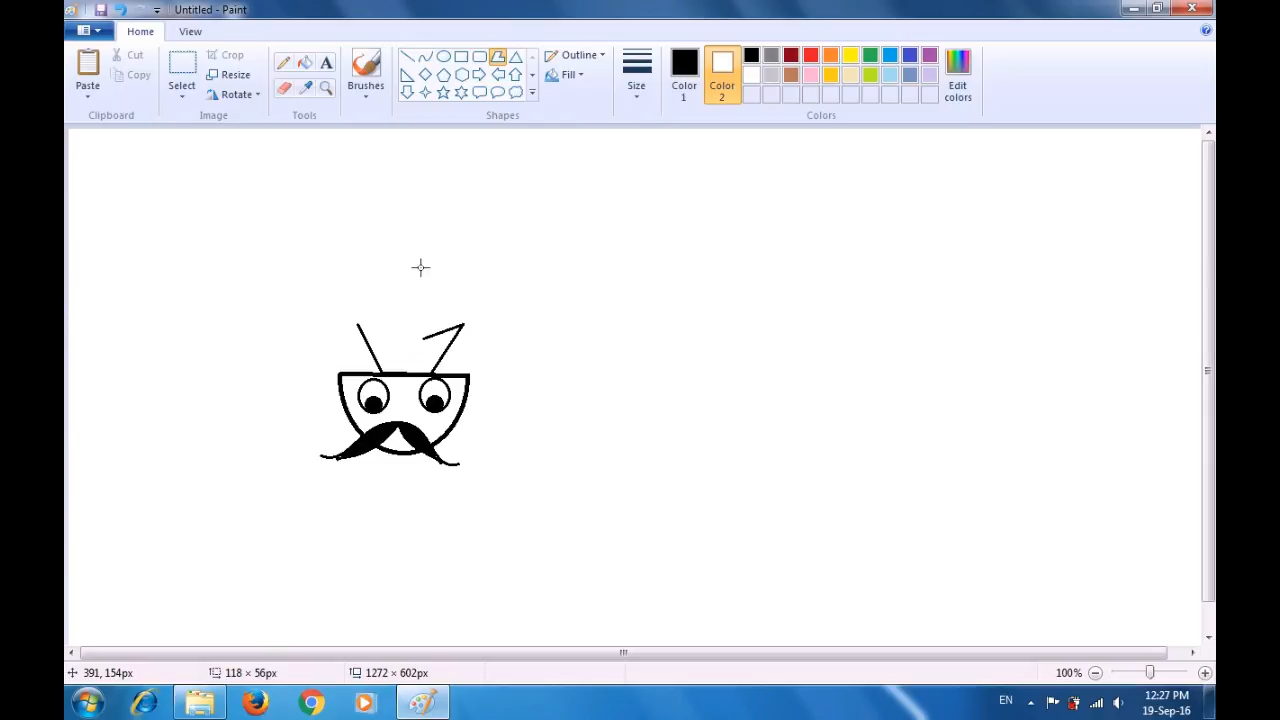 Untitled - Paint
Home
View
Paste
Cut
Copy
Clipboard
Select
Crop
Resize
Rotate
Image
A
Tools
Brushes
Shapes
Outline
Fill
Size
Color 1
Color 2
Edit colors
Colors
391, 154px
118 × 56px
1272 × 602px
100%
EN
12:27 PM
19-Sep-16